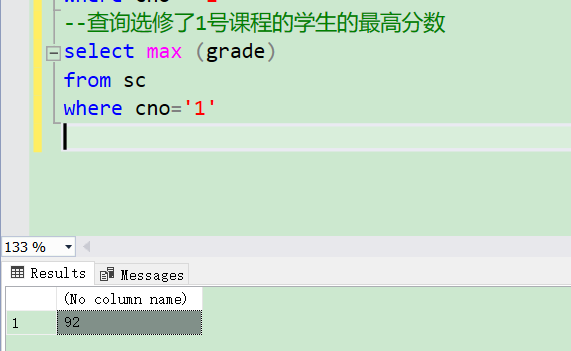 --查询选修了1号课程的学生的最高分数
select max (grade)
from sc
where cno='1'
133 %
Results Messages
(No column name)
1 92